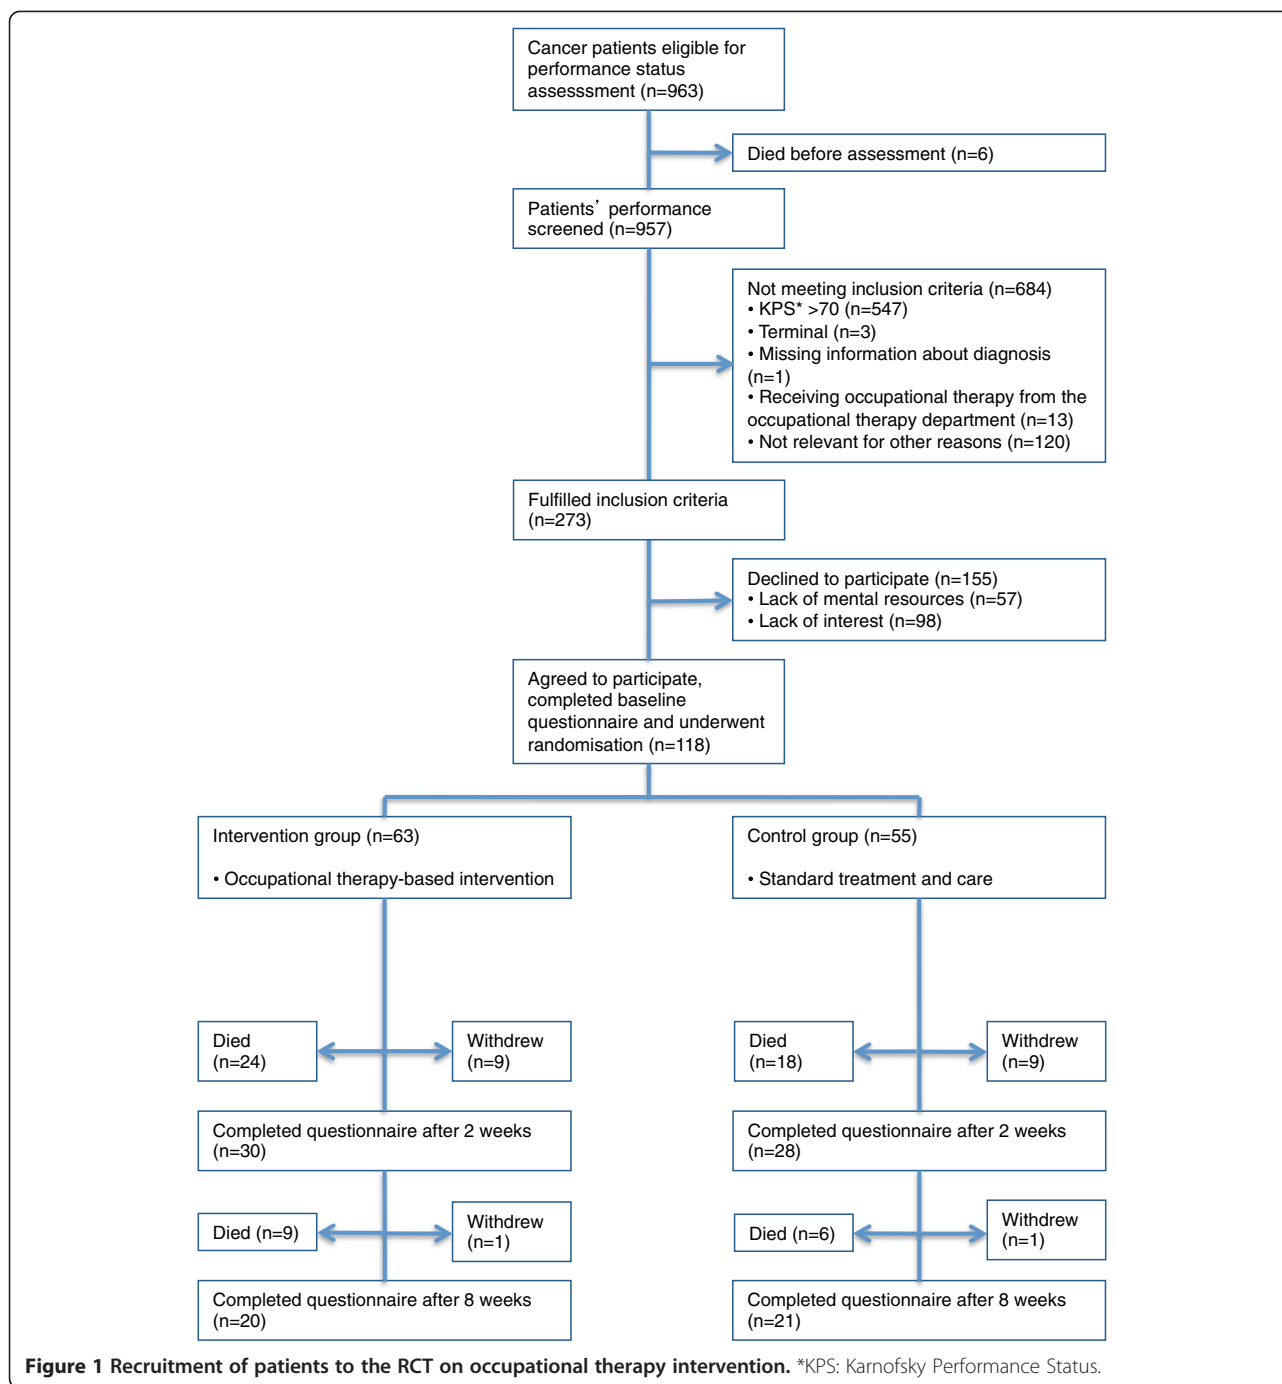 Cancer patients eligible for
performance status
assesssment (n=963)
Died before assessment (n=6)
Patients’ performance
screened (n=957)
Not meeting inclusion criteria (n=684)
• KPS* >70 (n=547)
• Terminal (n=3)
• Missing information about diagnosis
(n=1)
• Receiving occupational therapy from the
occupational therapy department (n=13)
• Not relevant for other reasons (n=120)
Fulfilled inclusion criteria
(n=273)
Declined to participate (n=155)
• Lack of mental resources (n=57)
• Lack of interest (n=98)
Agreed to participate,
completed baseline
questionnaire and underwent
randomisation (n=118)
Intervention group (n=63)
• Occupational therapy-based intervention
Control group (n=55)
• Standard treatment and care
Died
(n=24)
Withdrew
(n=9)
Died
(n=18)
Withdrew
(n=9)
Completed questionnaire after 2 weeks
(n=30)
Completed questionnaire after 2 weeks
(n=28)
Died (n=9)
Withdrew
(n=1)
Died (n=6)
Withdrew
(n=1)
Completed questionnaire after 8 weeks
(n=20)
Completed questionnaire after 8 weeks
(n=21)
Figure 1 Recruitment of patients to the RCT on occupational therapy intervention. *KPS: Karnofsky Performance Status.